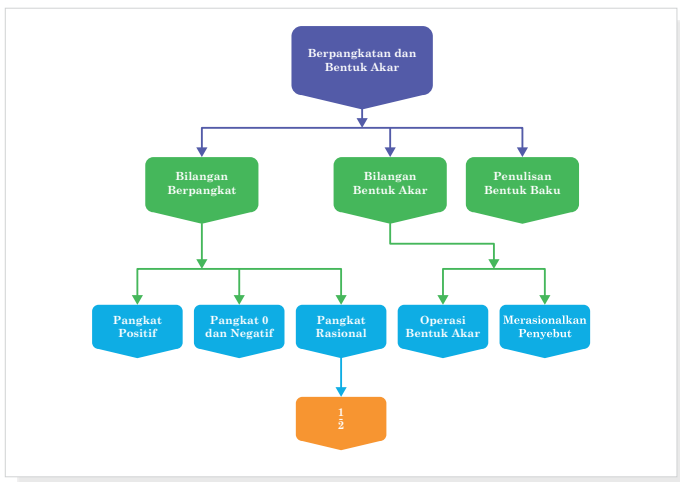 Berpangkatan dan
Bentuk Akar
Bilangan
Berpangkat
Bilangan
Bentuk Akar
Penulisan
Bentuk Baku
Pangkat
Positif
Pangkat 0
dan Negatif
Pangkat
Rasional
Operasi
Bentuk Akar
Merasionalkan
Penyebut
1
2